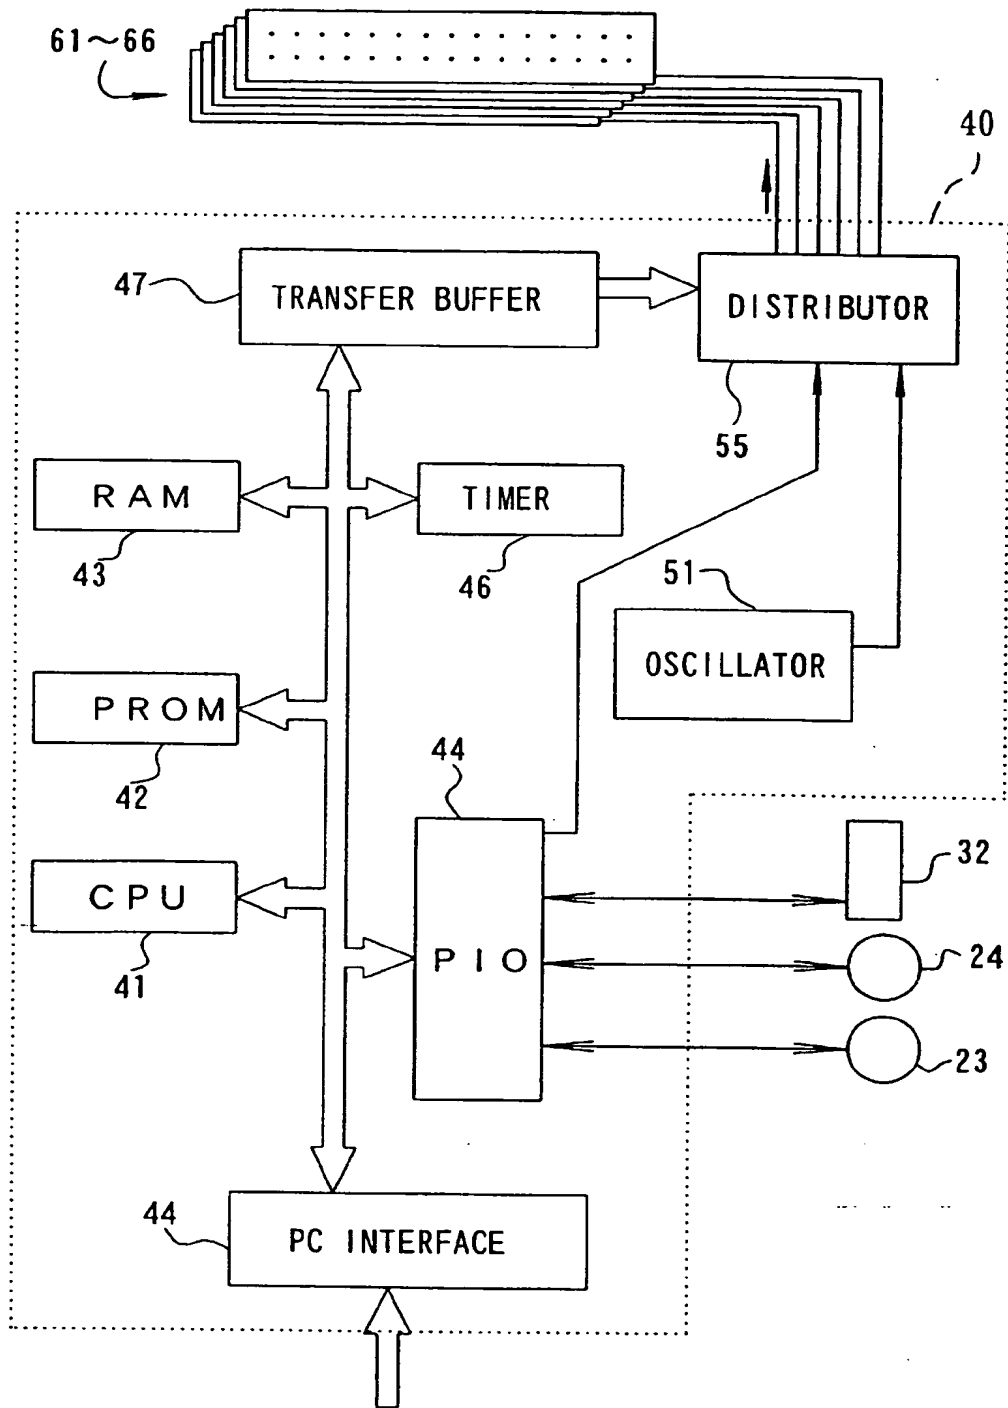 61～66
40
47
TRANSFER BUFFER
DISTRIBUTOR
55
RAM
43
TIMER
46
51
OSCILLATOR
PROM
42
44
32
CPU
41
PIO
24
23
44
PC INTERFACE